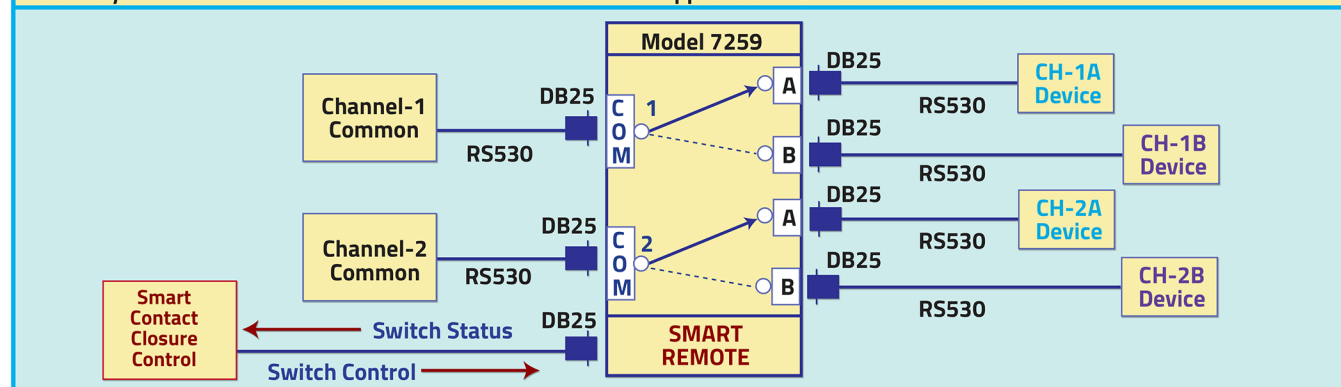 Model 7259
Channel-1
Common
DB25
RS530
COM
1
A
B
DB25
RS530
CH-1A
Device
DB25
RS530
CH-1B
Device
Channel-2
Common
DB25
RS530
COM
2
A
B
DB25
RS530
CH-2A
Device
DB25
RS530
CH-2B
Device
Smart
Contact
Closure
Control
Switch Status
Switch Control
DB25
SMART
REMOTE